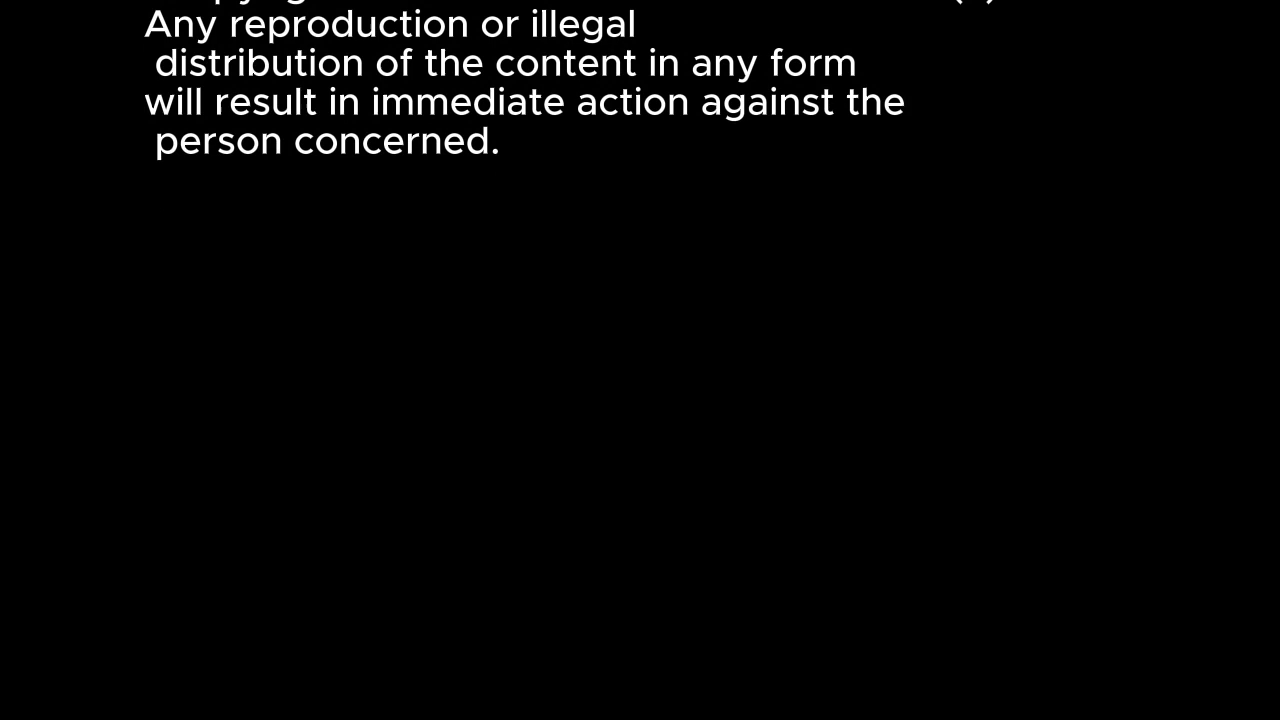 Any reproduction or illegal
distribution of the content in any form
will result in immediate action against the
person concerned.